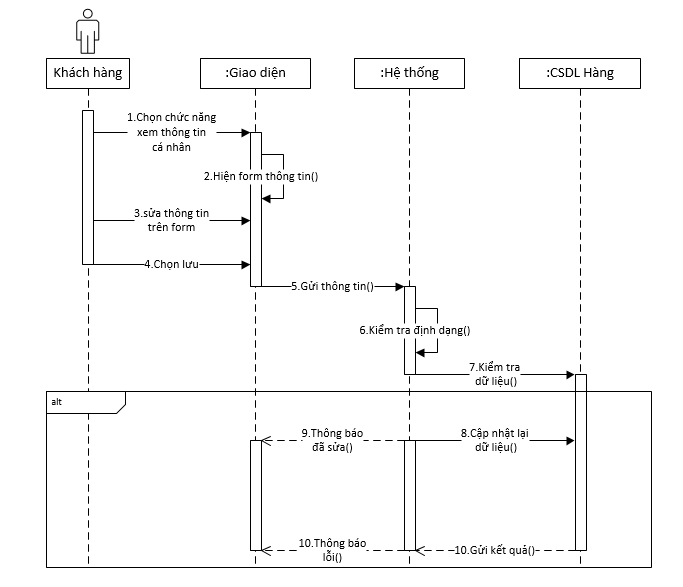 Khách hàng
:Giao diện
:Hệ thống
:CSDL Hàng
1.Chọn chức năng
xem thông tin
cá nhân
2.Hiện form thông tin()
3.sửa thông tin
trên form
4.Chọn lưu
5.Gửi thông tin()
6.Kiểm tra định dạng()
7.Kiểm tra
dữ liệu()
alt
9.Thông báo
đã sửa()
8.Cập nhật lại
dữ liệu()
10.Thông báo
lỗi()
10.Gửi kết quả()